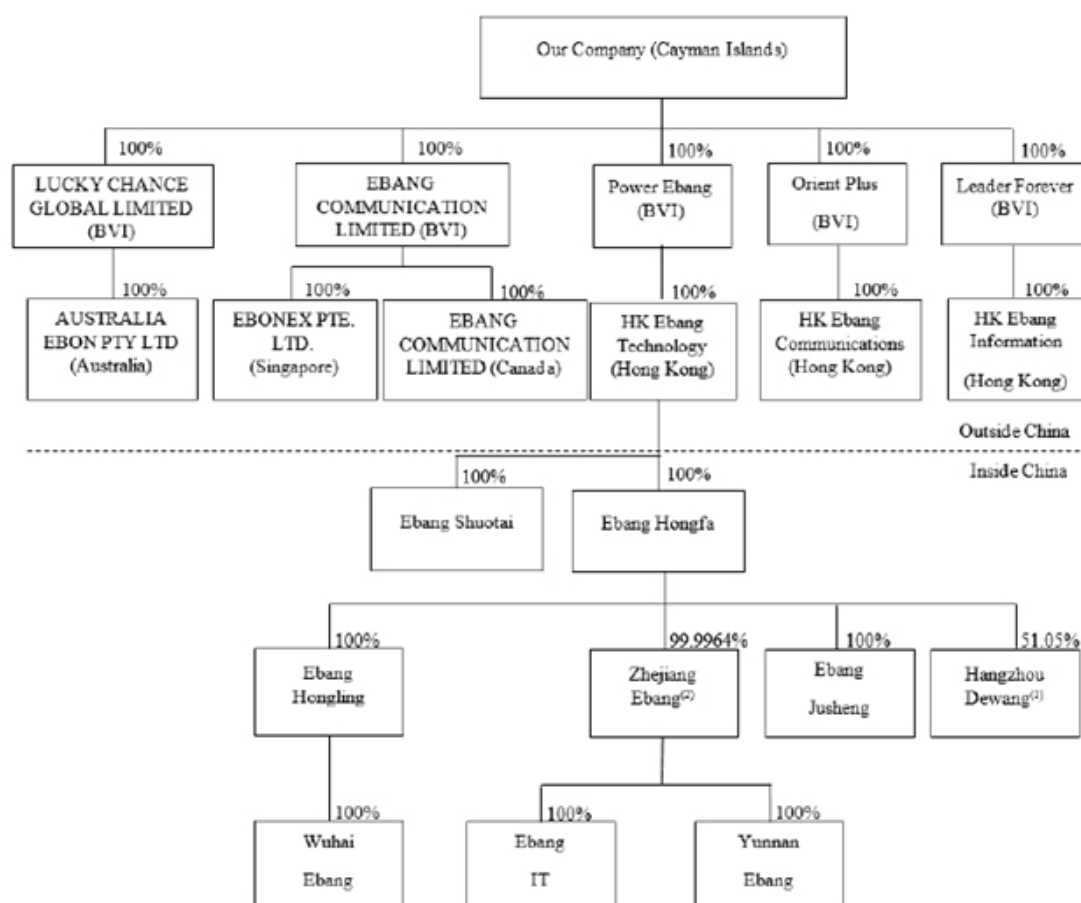 Our Company (Cayman Islands)
100%
100%
100%
100%
100%
LUCKY CHANCE
GLOBAL LIMITED
(BVI)
EBANG
COMMUNICATION
LIMITED (BVI)
Power Ebang
(BVI)
Orient Plus
(BVI)
Leader Forever
(BVI)
100%
100%
100%
100%
100%
100%
AUSTRALIA
EBON PTY LTD
(Australia)
EBONEX PTE.
LTD.
(Singapore)
EBANG
COMMUNICATION
LIMITED (Canada)
HK Ebang
Technology
(Hong Kong)
HK Ebang
Communications
(Hong Kong)
HK Ebang
Information
(Hong Kong)
Outside China
Inside China
100%
100%
Ebang Shuotai
Ebang Hongfa
100%
99.9964%
100%
51.05%
Ebang
Hongling
Zhejiang
Ebang(2)
Ebang
Jusheng
Hangzhou
Dewang(1)
100%
100%
100%
Wuhai
Ebang
Ebang
IT
Yunnan
Ebang